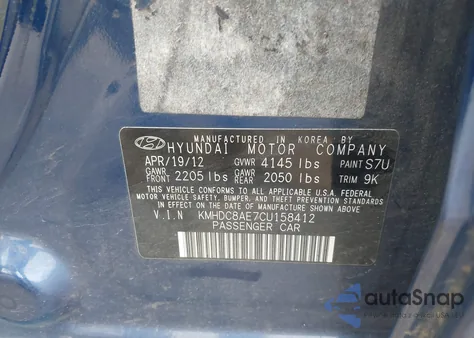 MANUFACTURED IN KOREA BY
HYUNDAI MOTOR COMPANY
APR/19/12 GVWR 4145 lbs PAINT S7U
GAWR FRONT 2205 lbs GAWR REAR 2050 lbs TRIM 9K
THIS VEHICLE CONFORMS TO ALL APPLICABLE U.S.A. FEDERAL
MOTOR VEHICLE SAFETY, BUMPER, AND THEFT PREVENTION
STANDARDS IN EFFECT ON THE DATE OF MANUFACTURE SHOWN ABOVE.
V.I.N KMHDC8AE7CU158412
PASSENGER CAR
autoSnap